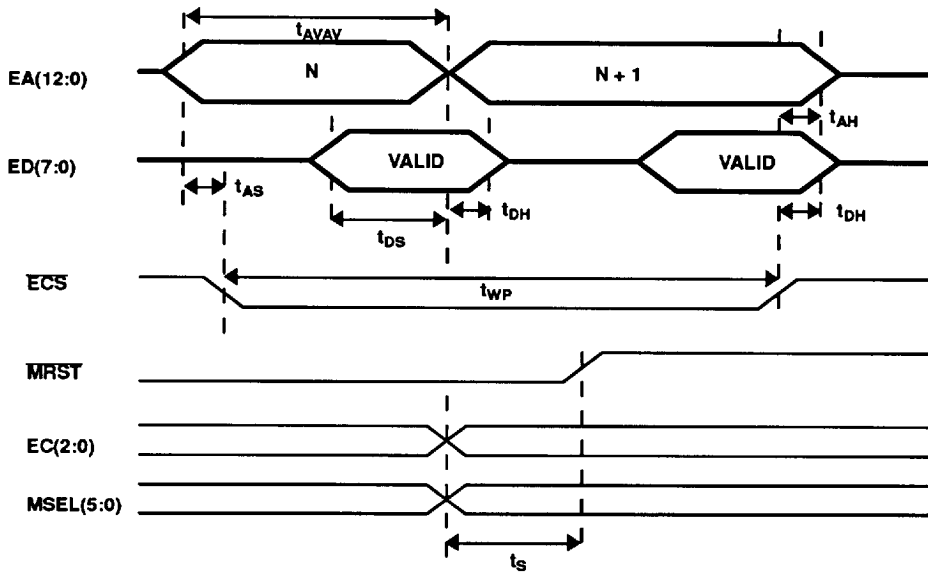 tAVAV
EA(12:0)
N
N + 1
tAH
ED(7:0)
VALID
VALID
tAS
tDH
tDH
tDS
ECS
tWP
MRST
EC(2:0)
MSEL(5:0)
tS